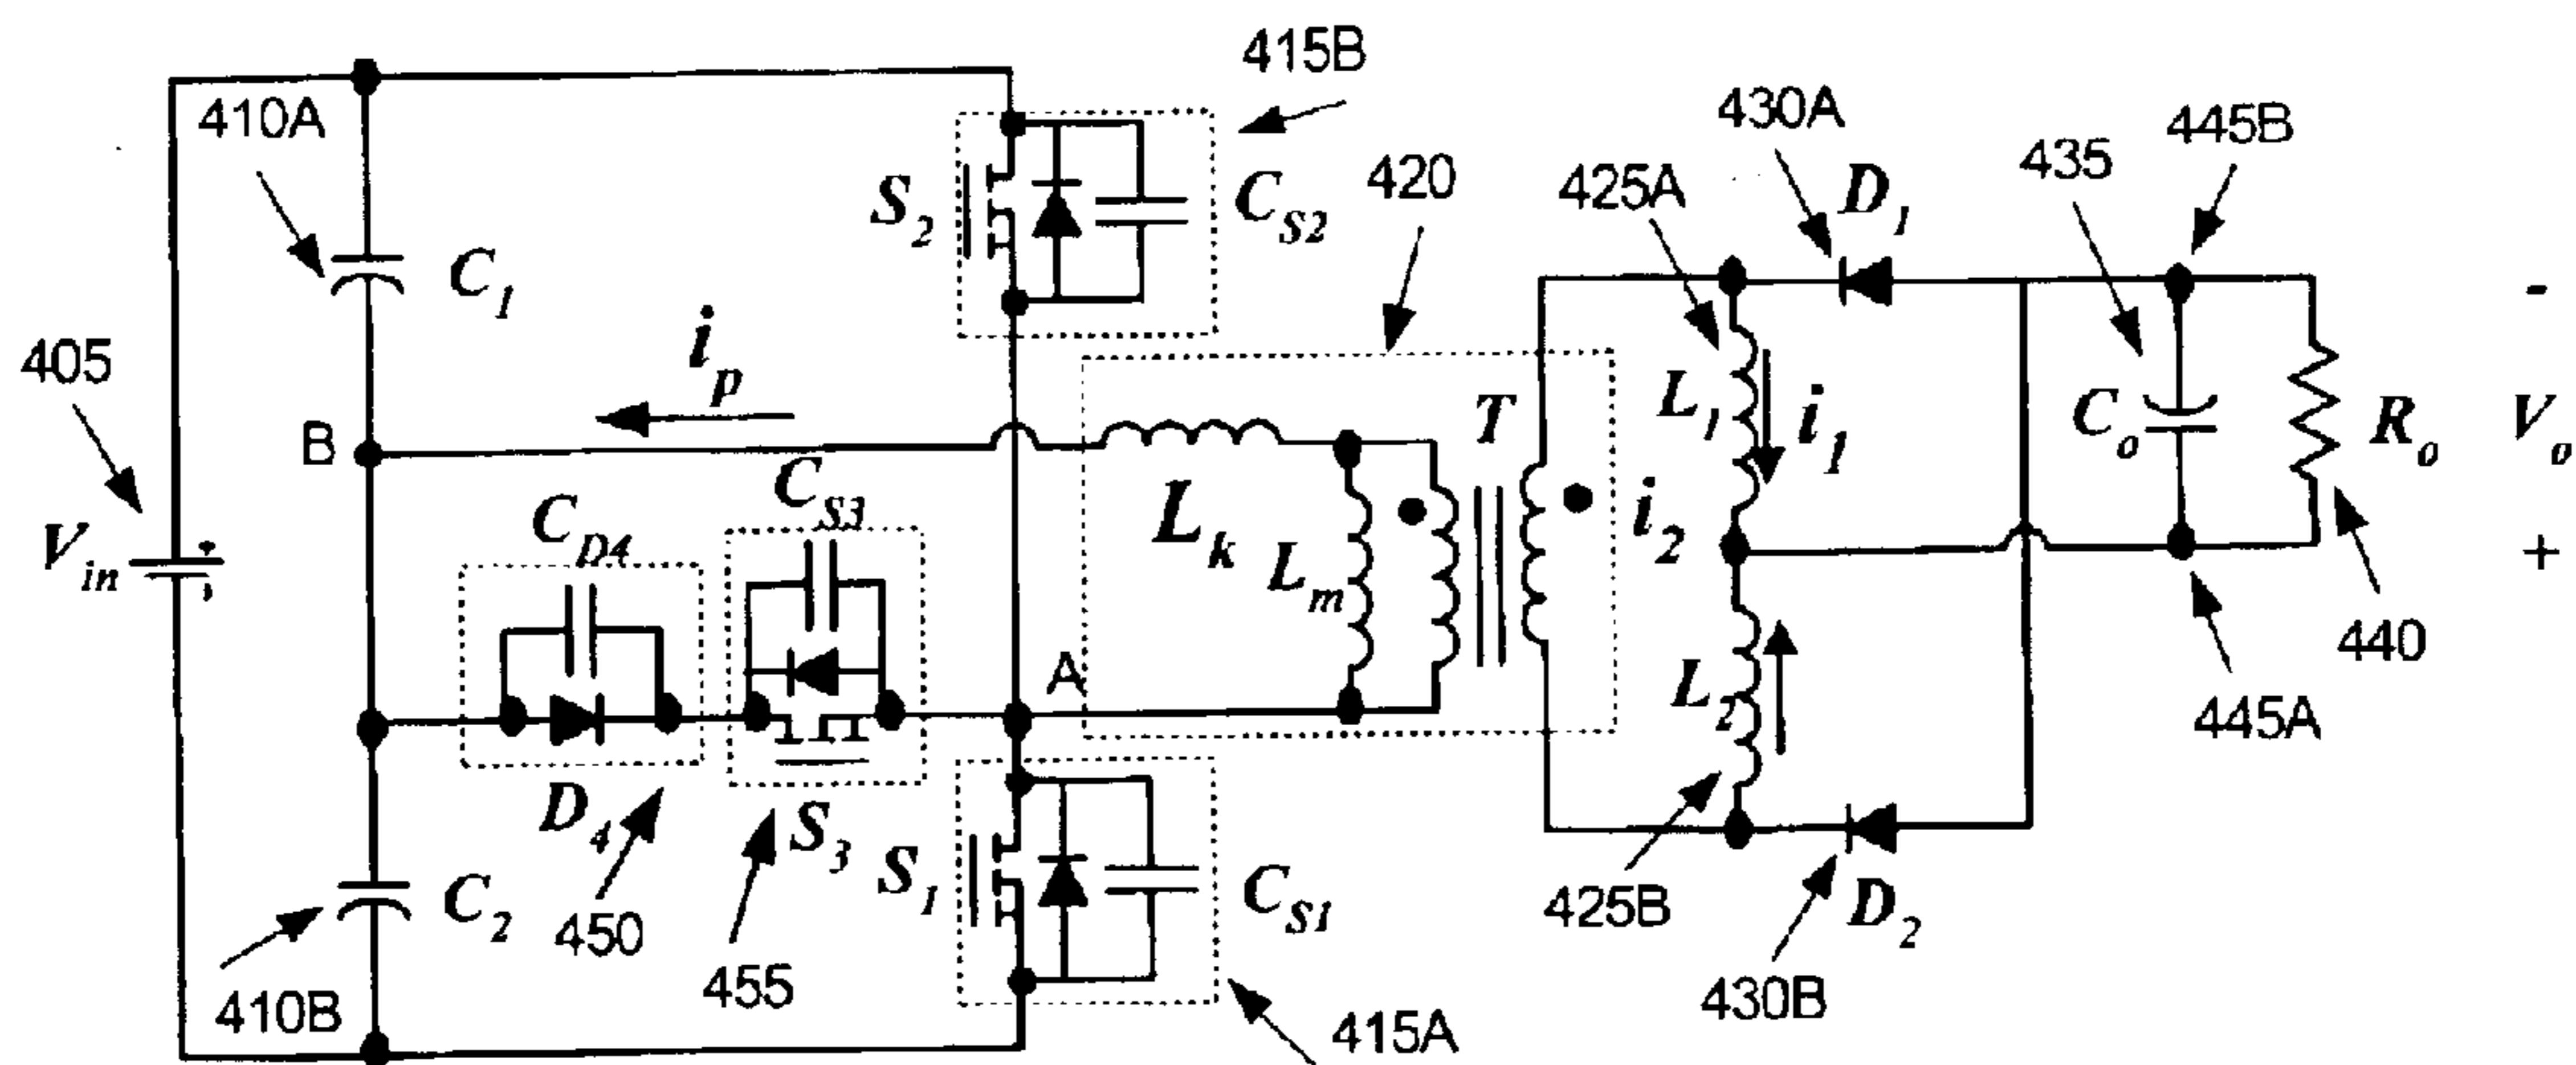 415B
410A
430A
445B
435
420
425A
D1
S2
CS2
C1
ip
405
-
L1
i1
T
Co
Ro
Vo
B
CS3
Lk
i2
Vin
+
-
CD4
Lm
+
440
A
L2
445A
D4
S3
S1
CS1
C2
450
425B
D2
455
430B
410B
415A